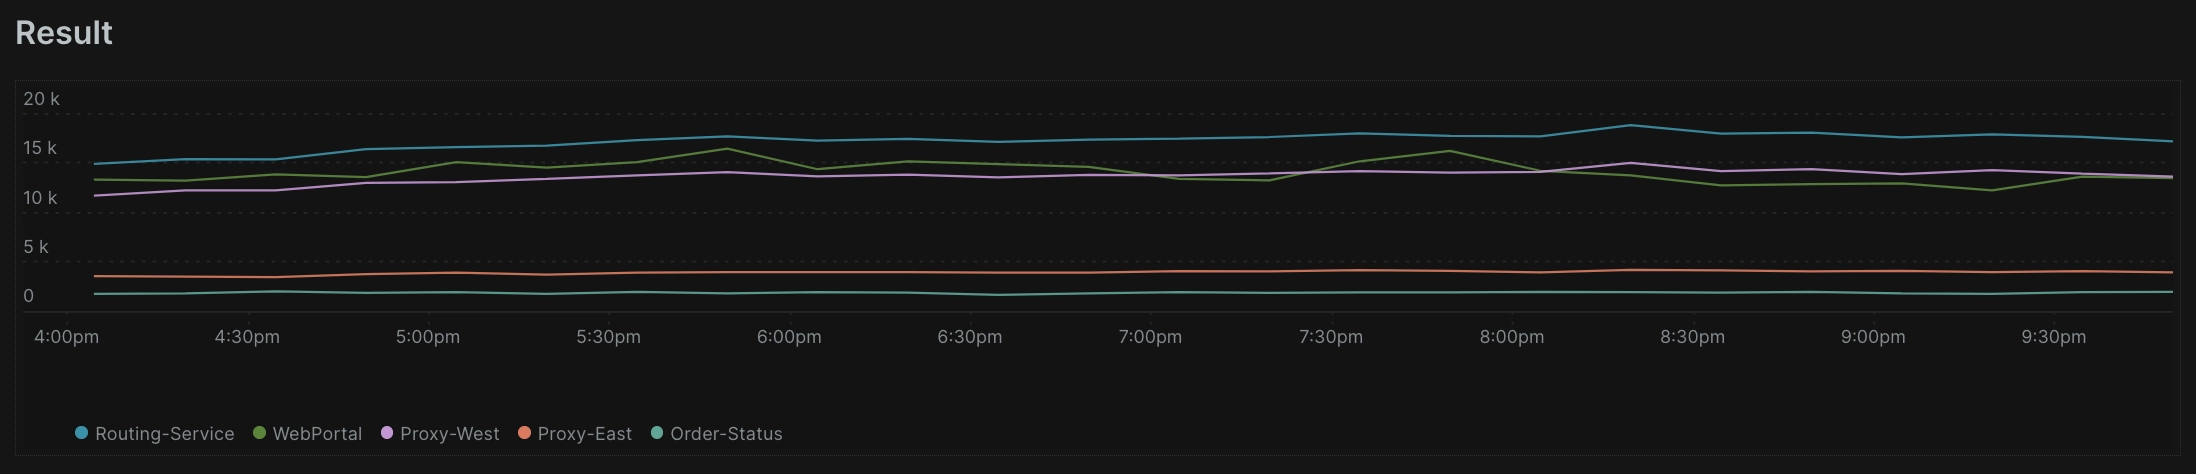 Result
20 k
15 k
10 k
5 k
0
4:00pm 4:30pm 5:00pm 5:30pm 6:00pm 6:30pm 7:00pm 7:30pm 8:00pm 8:30pm 9:00pm 9:30pm
Routing-Service WebPortal Proxy-West Proxy-East Order-Status